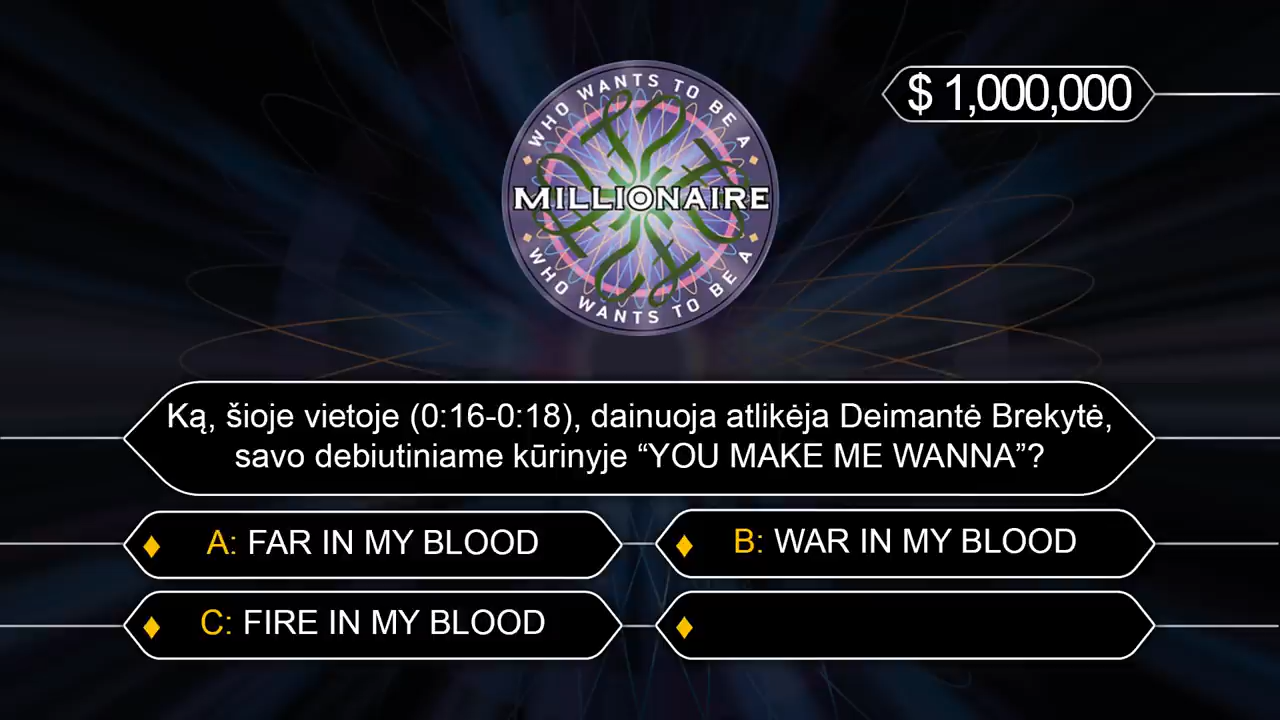 $ 1,000,000
WHO WANTS TO BE A
MILLIONAIRE
WHO WANTS TO BE A
Ką, šioje vietoje (0:16-0:18), dainuoja atlikėja Deimantė Brekytė,
savo debiutiniame kūrinyje “YOU MAKE ME WANNA”?
A: FAR IN MY BLOOD
B: WAR IN MY BLOOD
C: FIRE IN MY BLOOD